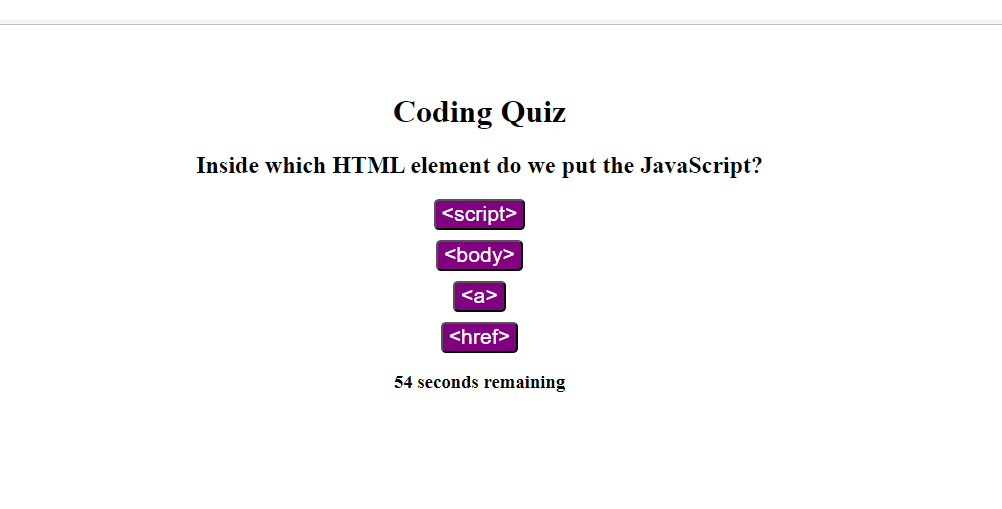 Coding Quiz
Inside which HTML element do we put the JavaScript?
<script>
<body>
<a>
<href>
54 seconds remaining